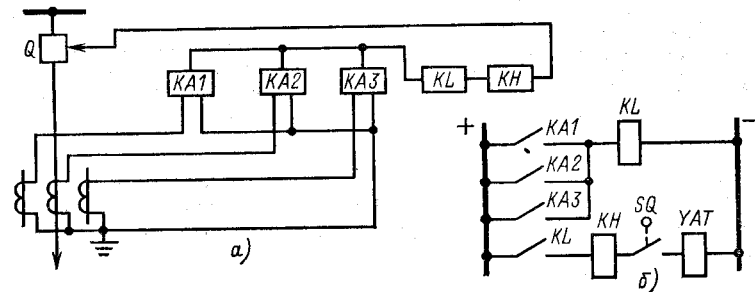 Q
KA1
KA2
KA3
KL
KH
а)
+
–
KA1
KA2
KA3
KL
KL
KH
SQ
YAT
б)